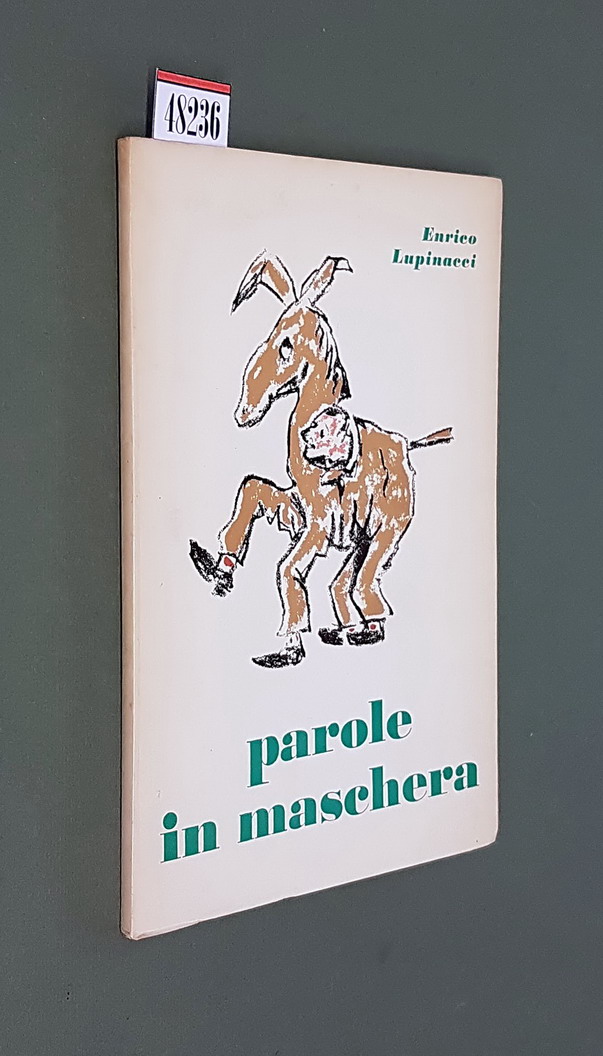 48236
Enrico
Lupinacci
parole
in maschera